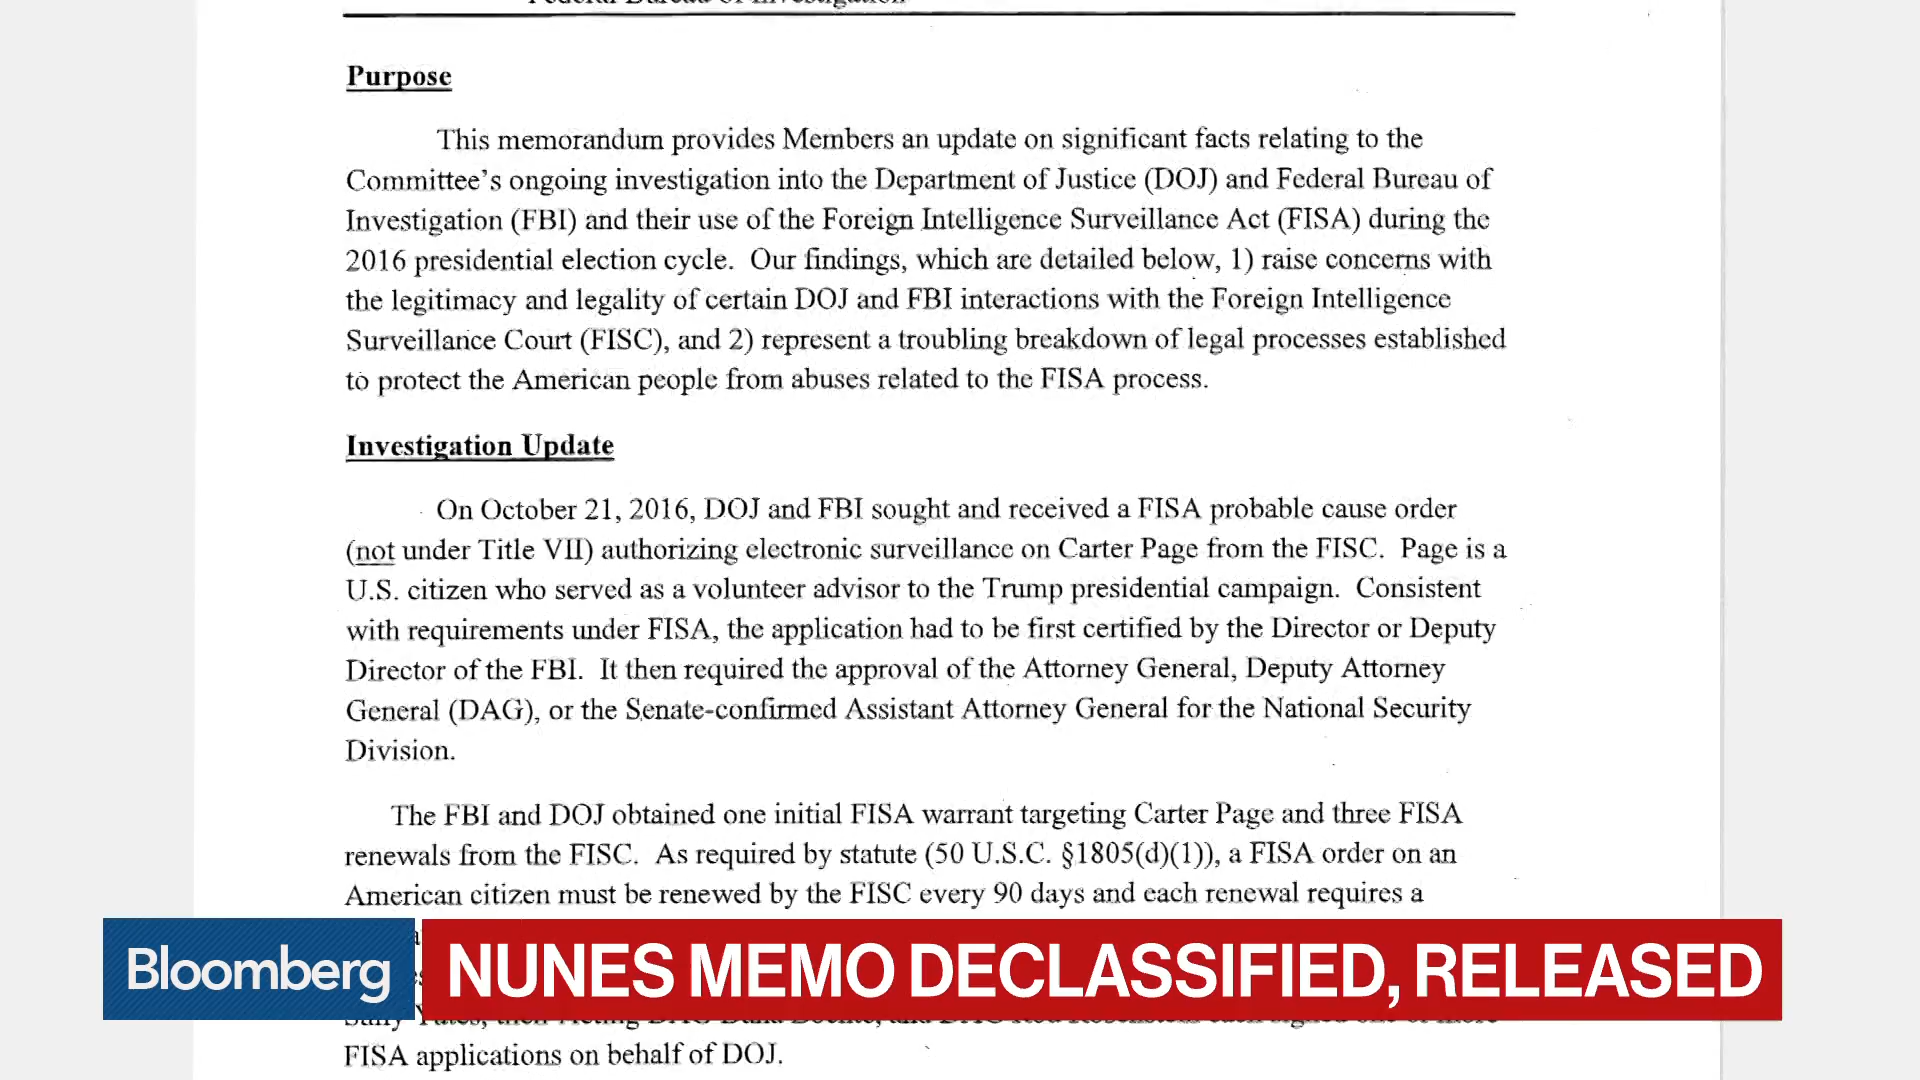 Federal Bureau of Investigation
Purpose
This memorandum provides Members an update on significant facts relating to the
Committee's ongoing investigation into the Department of Justice (DOJ) and Federal Bureau of
Investigation (FBI) and their use of the Foreign Intelligence Surveillance Act (FISA) during the
2016 presidential election cycle. Our findings, which are detailed below, 1) raise concerns with
the legitimacy and legality of certain DOJ and FBI interactions with the Foreign Intelligence
Surveillance Court (FISC), and 2) represent a troubling breakdown of legal processes established
to protect the American people from abuses related to the FISA process.
Investigation Update
On October 21, 2016, DOJ and FBI sought and received a FISA probable cause order
(not under Title VII) authorizing electronic surveillance on Carter Page from the FISC. Page is a
U.S. citizen who served as a volunteer advisor to the Trump presidential campaign. Consistent
with requirements under FISA, the application had to be first certified by the Director or Deputy
Director of the FBI. It then required the approval of the Attorney General, Deputy Attorney
General (DAG), or the Senate-confirmed Assistant Attorney General for the National Security
Division.
The FBI and DOJ obtained one initial FISA warrant targeting Carter Page and three FISA
renewals from the FISC. As required by statute (50 U.S.C. §1805(d)(1)), a FISA order on an
American citizen must be renewed by the FISC every 90 days and each renewal requires a
Bloomberg
NUNES MEMO DECLASSIFIED, RELEASED
FISA applications on behalf of DOJ.